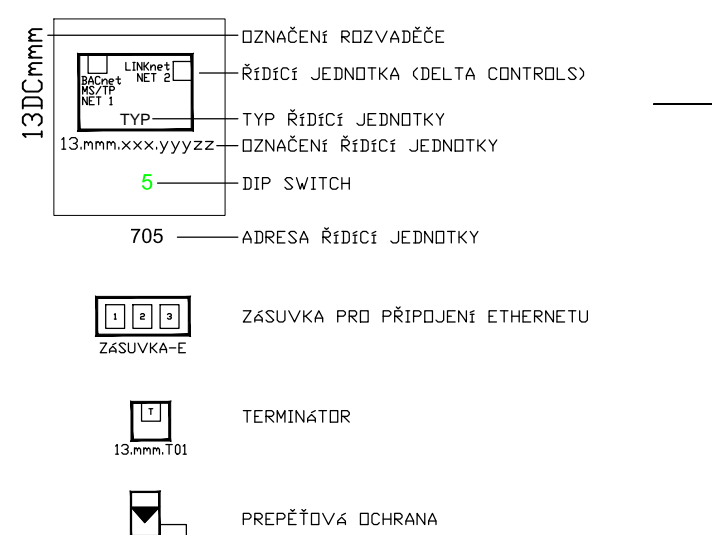 13DCmmm
OZNAČENÍ ROZVADĚČE
LINKnet
NET 2
BACnet
MS/TP
NET 1
ŘÍDÍCÍ JEDNOTKA (DELTA CONTROLS)
TYP
TYP ŘÍDÍCÍ JEDNOTKY
13.mmm.xxx.yyyzz
OZNAČENÍ ŘÍDÍCÍ JEDNOTKY
5
DIP SWITCH
705
ADRESA ŘÍDÍCÍ JEDNOTKY
1 2 3
ZÁSUVKA PRO PŘIPOJENÍ ETHERNETU
ZÁSUVKA-E
T
TERMINÁTOR
13.mmm.T01
PREPĚŤOVÁ OCHRANA